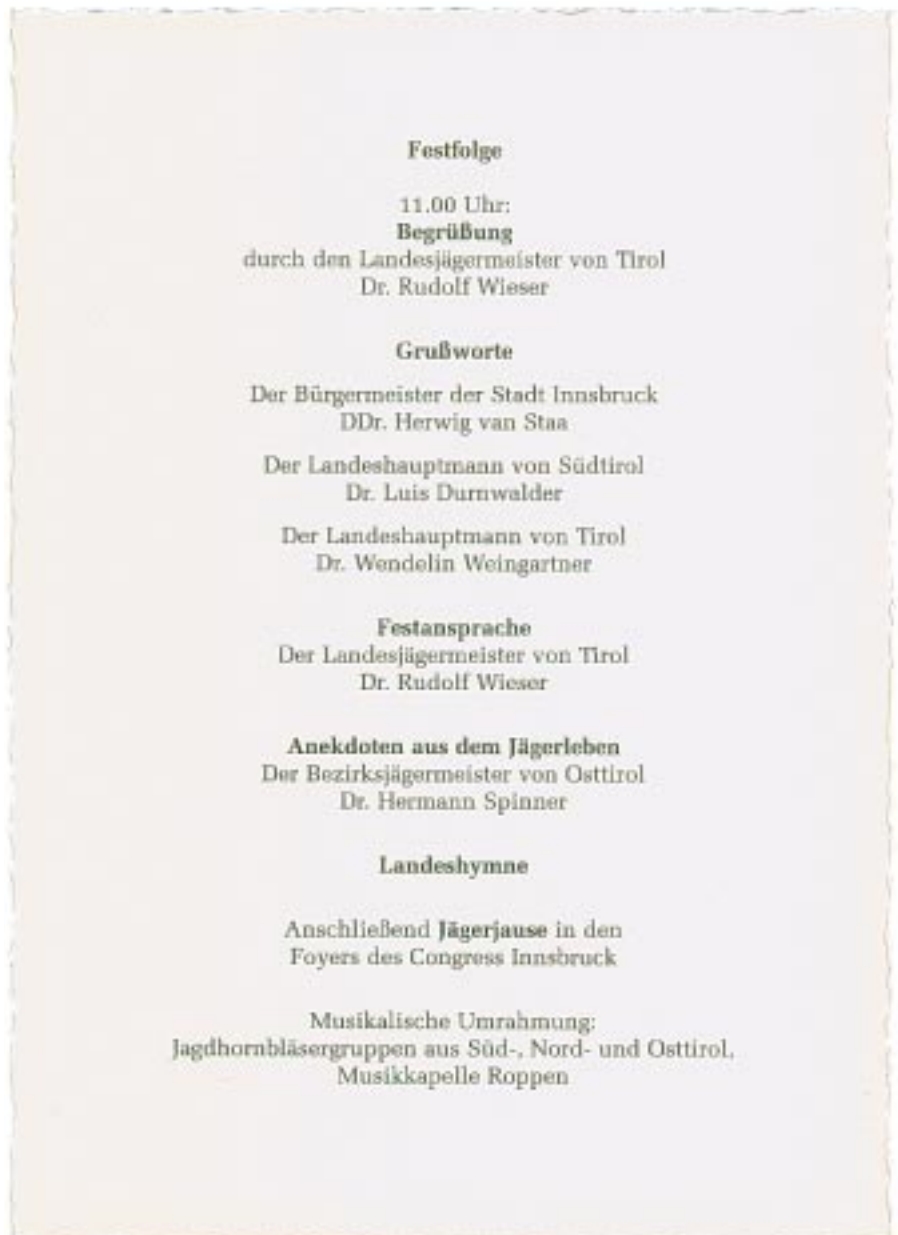 Festfolge
11.00 Uhr:
Begrüßung
durch den Landesjägermeister von Tirol
Dr. Rudolf Wieser
Grußworte
Der Bürgermeister der Stadt Innsbruck
DDr. Herwig van Staa
Der Landeshauptmann von Südtirol
Dr. Luis Durnwalder
Der Landeshauptmann von Tirol
Dr. Wendelin Weingartner
Festansprache
Der Landesjägermeister von Tirol
Dr. Rudolf Wieser
Anekdoten aus dem Jägerleben
Der Bezirksjägermeister von Osttirol
Dr. Hermann Spinner
Landeshymne
Anschließend Jägerjause in den
Foyers des Congress Innsbruck
Musikalische Umrahmung:
Jagdhornbläsergruppen aus Süd-, Nord- und Osttirol,
Musikkapelle Roppen